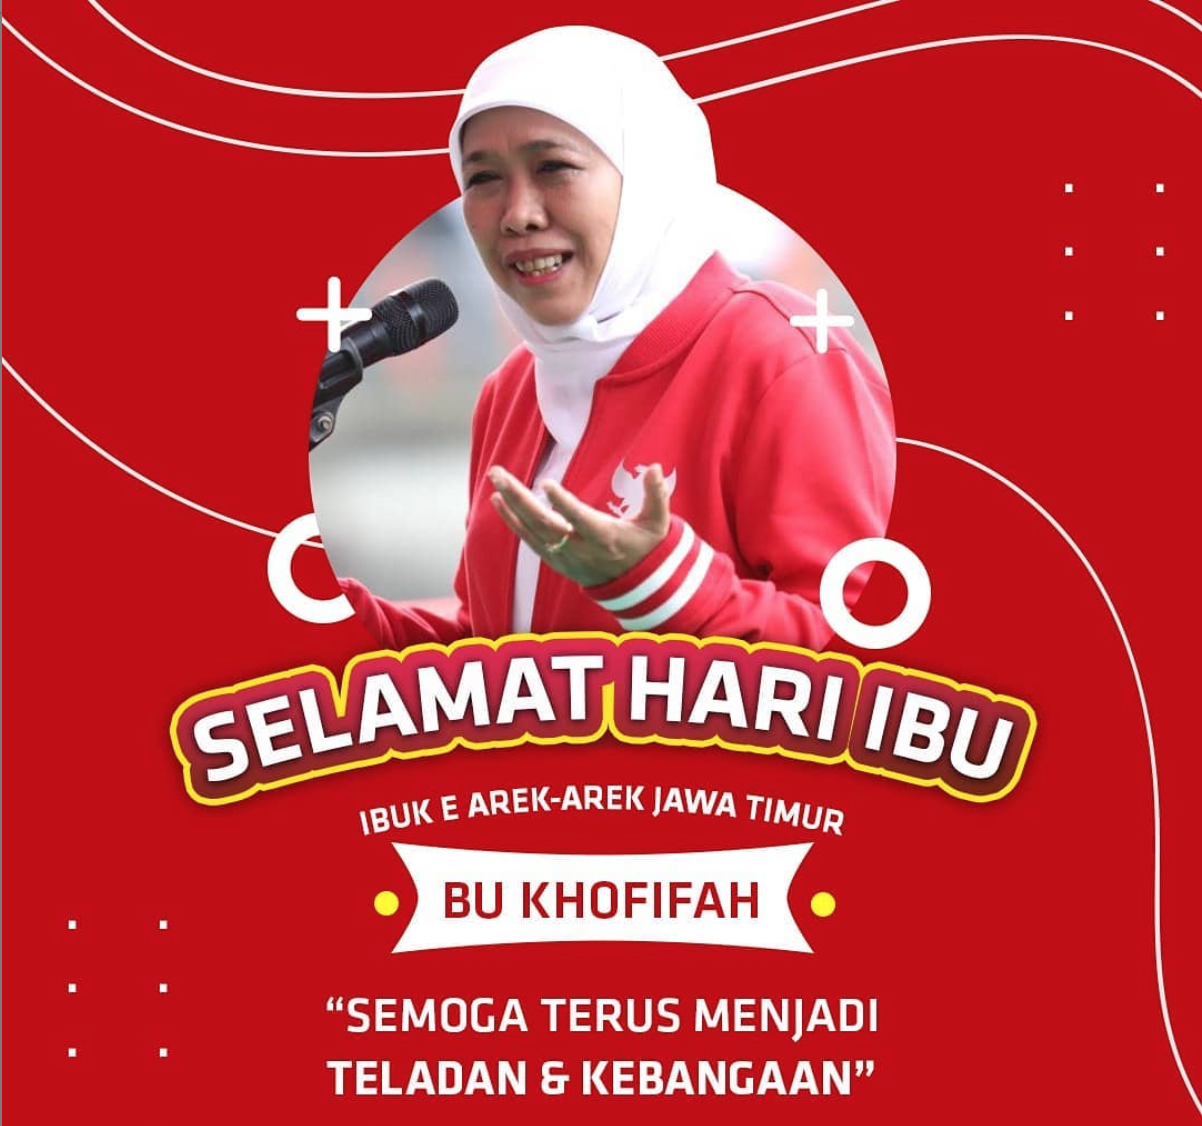 SELAMAT HARI IBU
IBUK E AREK-AREK JAWA TIMUR
BU KHOFIFAH
“SEMOGA TERUS MENJADI
TELADAN & KEBANGAAN”